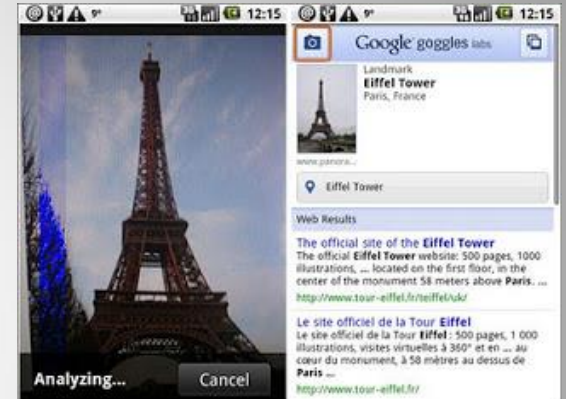 9° 3G 12:15
Analyzing... Cancel
9° 3G 12:15
Google goggles labs
Landmark
Eiffel Tower
Paris, France
www.panora...
Eiffel Tower
Web Results
The official site of the Eiffel Tower
The official Eiffel Tower website: 500 pages, 1000
illustrations, ... located on the first floor, in the
center of the monument 58 meters above Paris. ...
http://www.tour-eiffel.fr/teiffel/uk/
Le site officiel de la Tour Eiffel
Le site officiel de la Tour Eiffel : 500 pages, 1 000
illustrations, visites virtuelles à 360° et en ... au
cœur du monument, à 58 mètres au dessus de
Paris ...
http://www.tour-eiffel.fr/